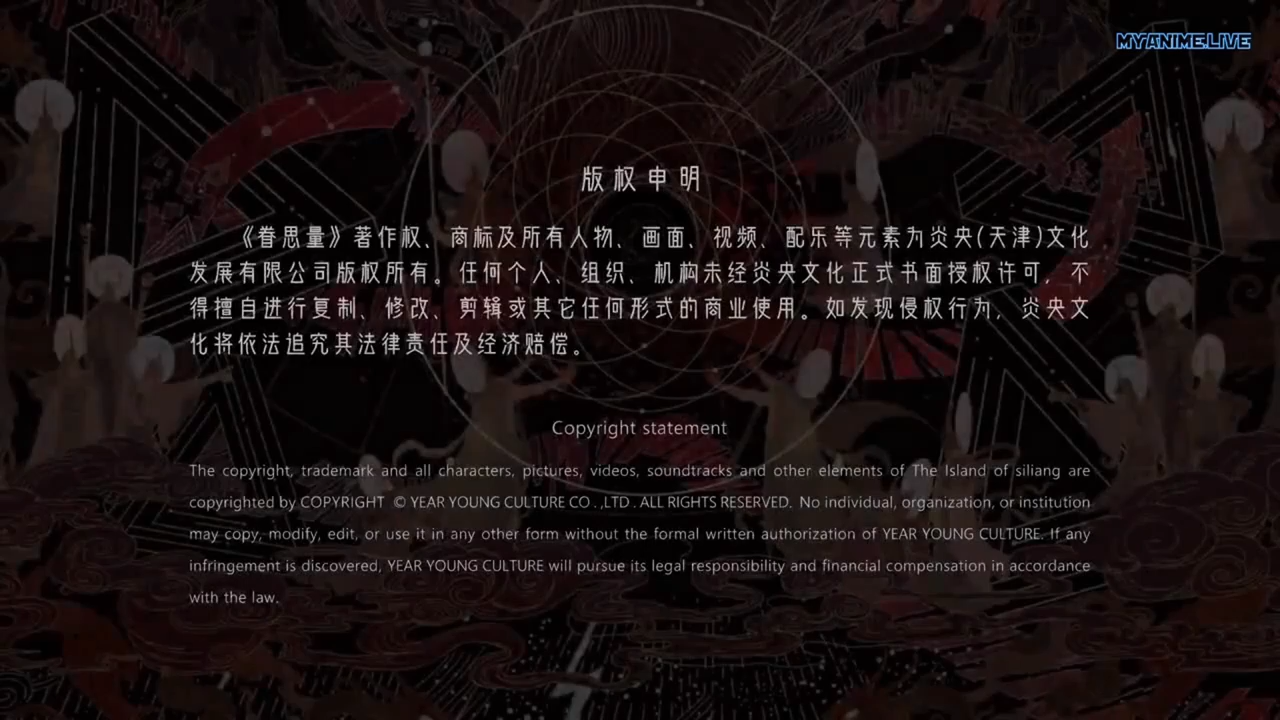 MYANIME.LIVE
版权申明
《眷思量》著作权、商标及所有人物、画面、视频、配乐等元素为炎央(天津)文化
发展有限公司版权所有。任何个人、组织、机构未经炎央文化正式书面授权许可，不
得擅自进行复制、修改、剪辑或其它任何形式的商业使用。如发现侵权行为，炎央文
化将依法追究其法律责任及经济赔偿。
Copyright statement
The copyright, trademark and all characters, pictures, videos, soundtracks and other elements of The Island of siliang are
copyrighted by COPYRIGHT © YEAR YOUNG CULTURE CO . ,LTD . ALL RIGHTS RESERVED. No individual, organization, or institution
may copy, modify, edit, or use it in any other form without the formal written authorization of YEAR YOUNG CULTURE. If any
infringement is discovered, YEAR YOUNG CULTURE will pursue its legal responsibility and financial compensation in accordance
with the law.